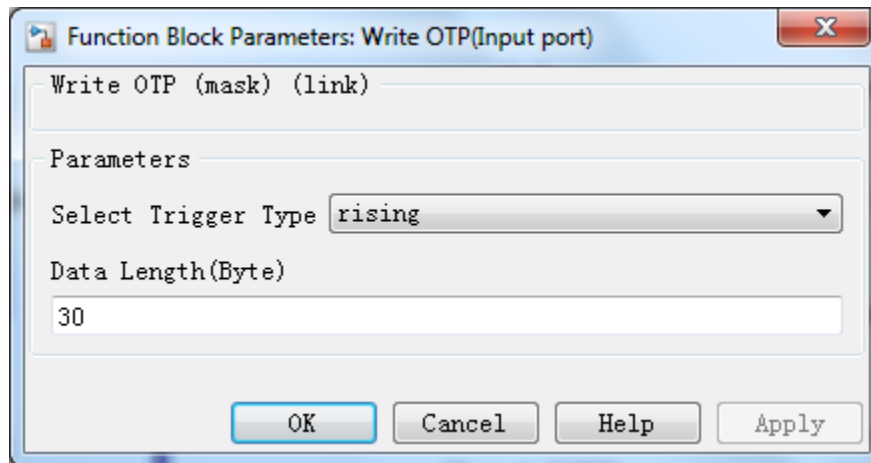 Function Block Parameters: Write OTP(Input port)
Write OTP (mask) (link)
Parameters
Select Trigger Type rising
Data Length(Byte)
30
OK Cancel Help Apply